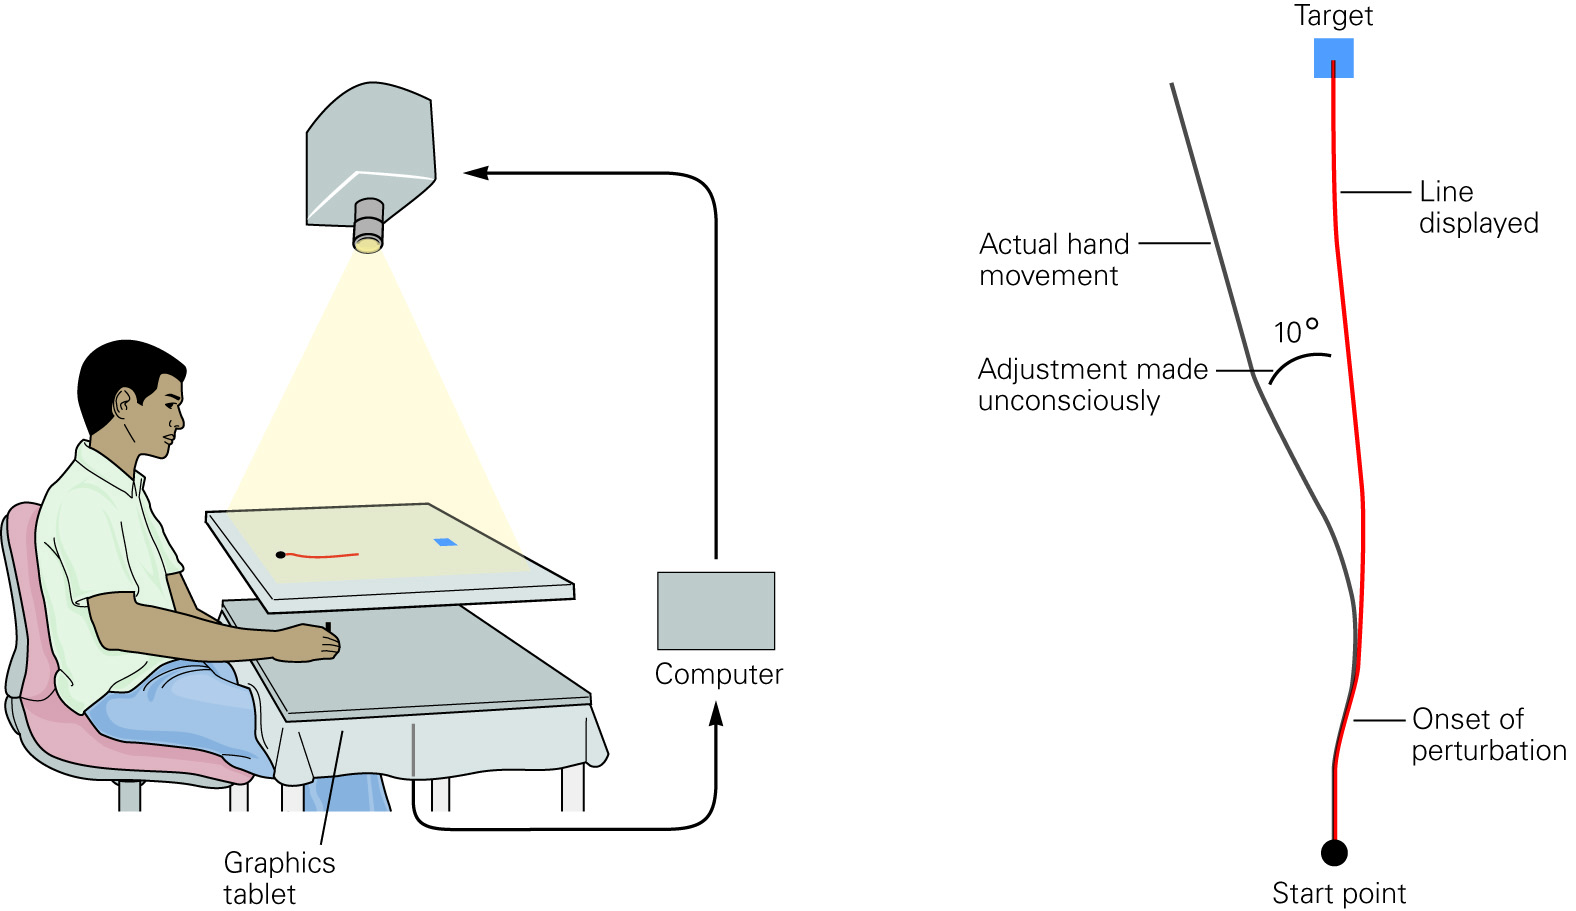 Computer
Graphics
tablet
Target
Line
displayed
Actual hand
movement
10°
Adjustment made
unconsciously
Onset of
perturbation
Start point